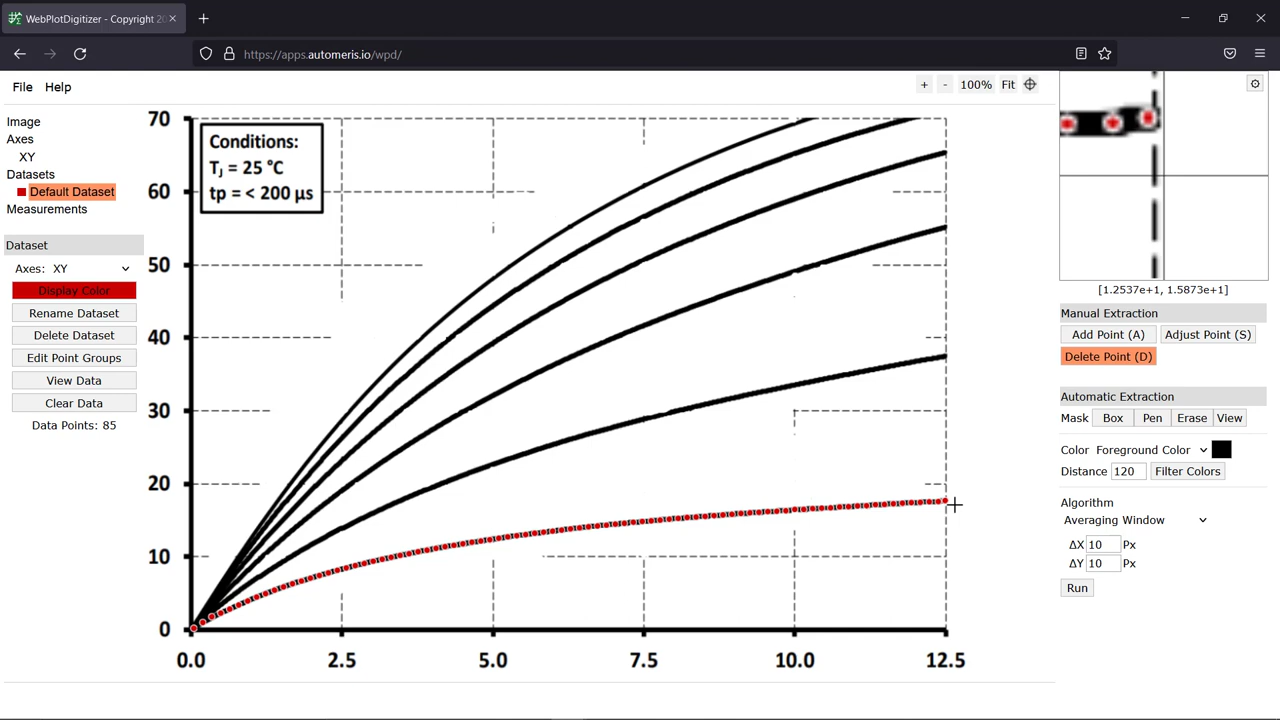 WebPlotDigitizer - Copyright 20
https://apps.automeris.io/wpd/
File Help
+ - 100% Fit
Image
Axes
XY
Datasets
Default Dataset
Measurements
Dataset
Axes: XY
Display Color
Rename Dataset
Delete Dataset
Edit Point Groups
View Data
Clear Data
Data Points: 85
70
60
50
40
30
20
10
0
0.0 2.5 5.0 7.5 10.0 12.5
Conditions:
TJ = 25 °C
tp = < 200 µs
[1.2537e+1, 1.5873e+1]
Manual Extraction
Add Point (A) Adjust Point (S)
Delete Point (D)
Automatic Extraction
Mask Box Pen Erase View
Color Foreground Color
Distance 120 Filter Colors
Algorithm
Averaging Window
ΔX 10 Px
ΔY 10 Px
Run